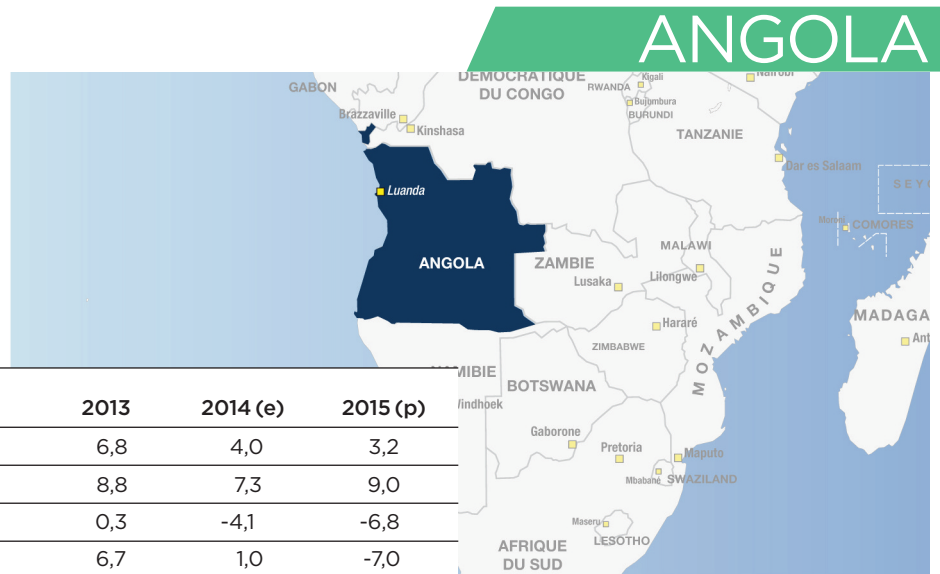 ANGOLA
GABON
DÉMOCRATIQUE
DU CONGO
RWANDA
Kigali
Nairobi
Bujumbura
BURUNDI
Brazzaville
Kinshasa
TANZANIE
Dar es Salaam
Luanda
SEY
Moroni
COMORES
ANGOLA
ZAMBIE
MALAWI
Lusaka
Lilongwe
MOZAMBIQUE
MADAGA
Hararé
Ant
ZIMBABWE
MIBIE
BOTSWANA
Windhoek
Gaborone
Pretoria
Maputo
Mbabané
SWAZILAND
Maseru
LESOTHO
AFRIQUE
DU SUD
2013 2014 (e) 2015 (p)
6,8 4,0 3,2
8,8 7,3 9,0
0,3 -4,1 -6,8
6,7 1,0 -7,0